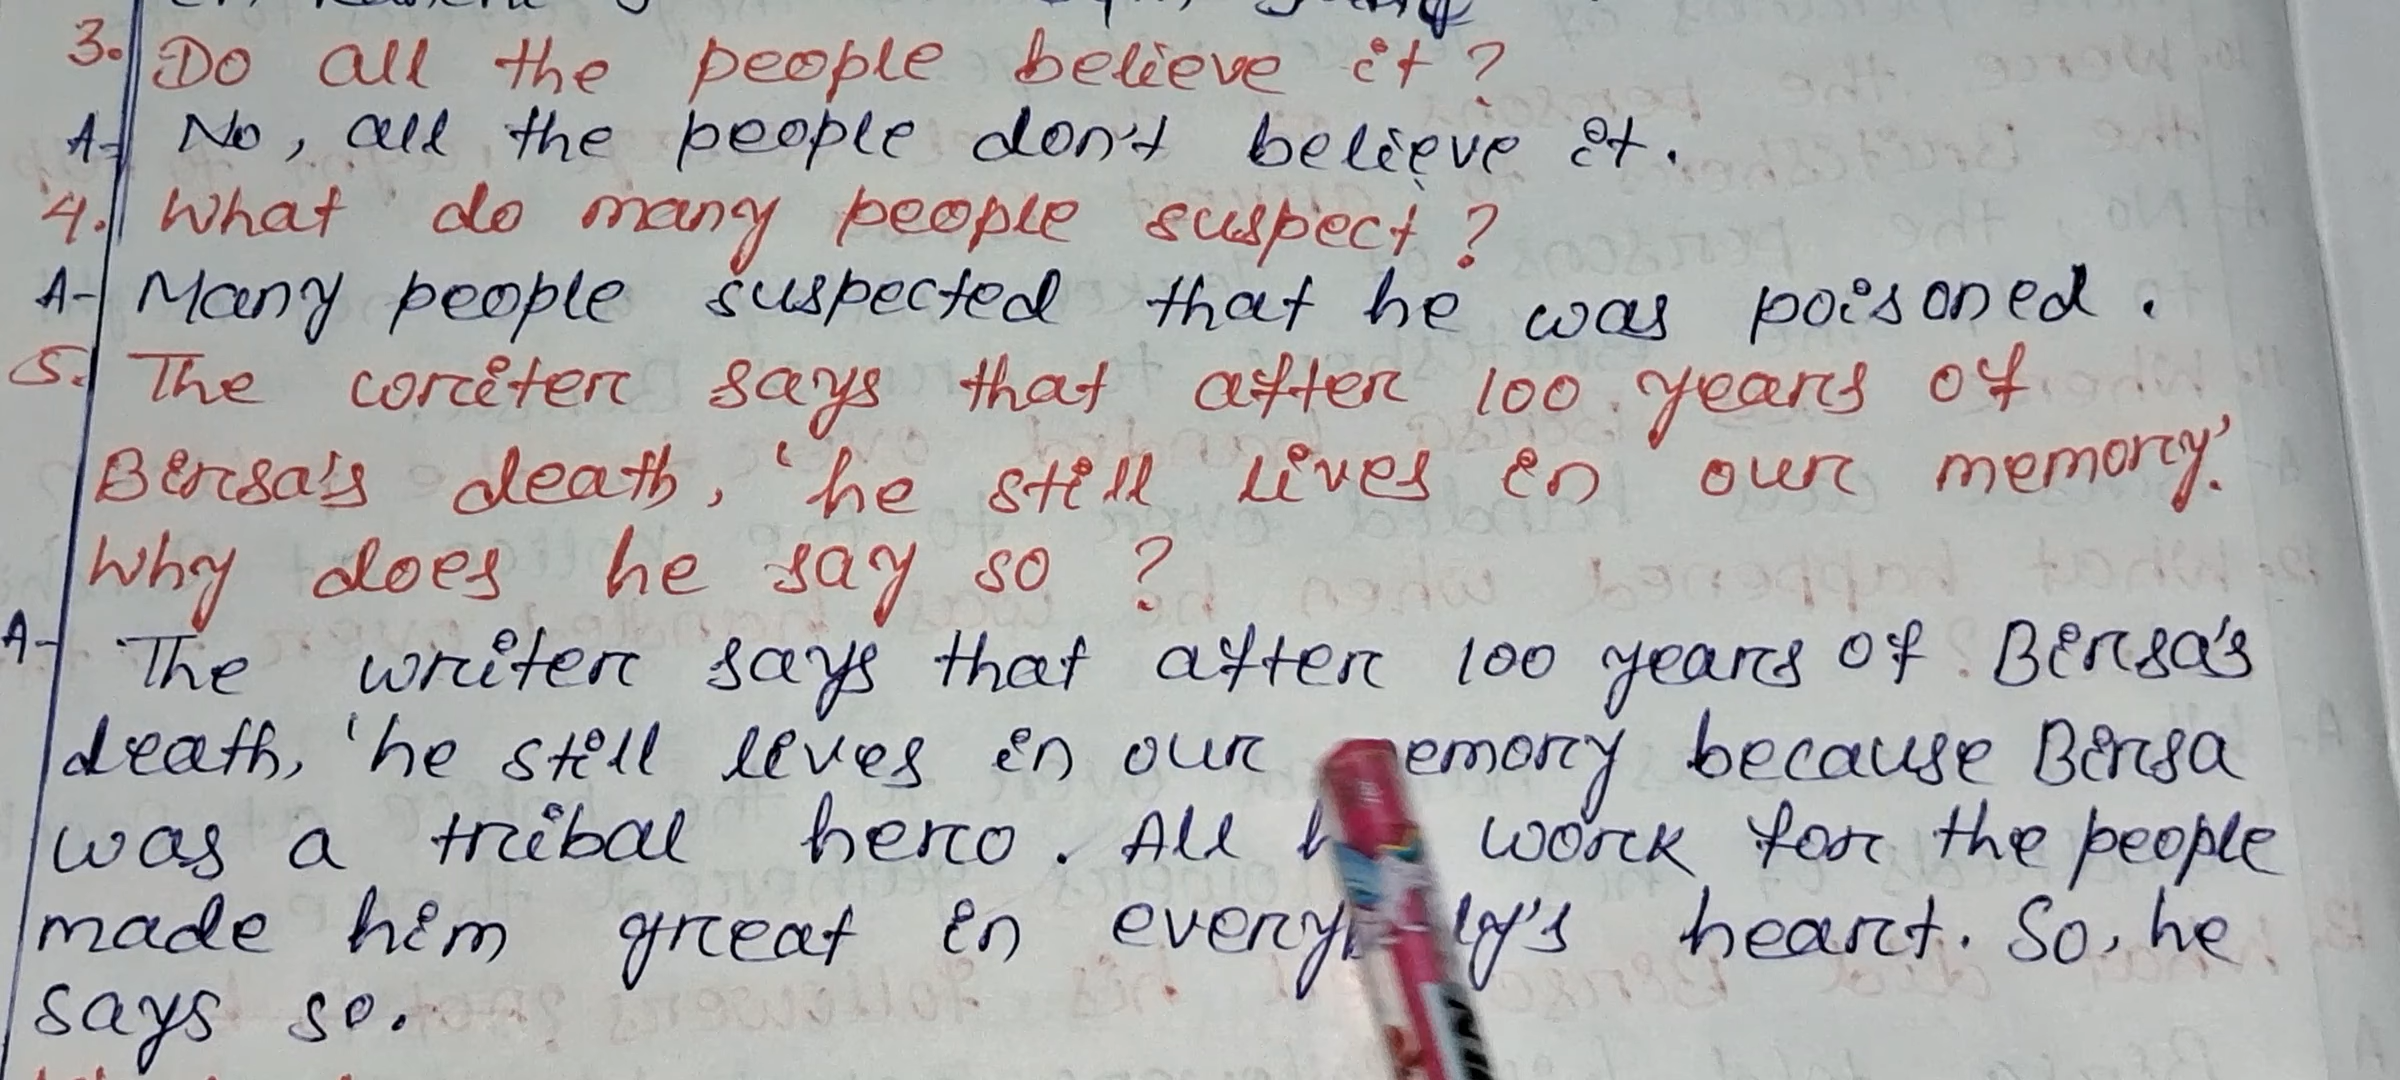 3. Do all the people believe it?
A- No, all the people don't believe it.
4. What do many people suspect?
A- Many people suspected that he was poisoned.
5. The writer says that after 100 years of
Birsa's death, 'he still lives in our memory'.
Why does he say so?
A- The writer says that after 100 years of Birsa's
death, 'he still lives in our emory because Birsa
was a tribal hero. All work for the people
made him great in heart. So, he
says so.